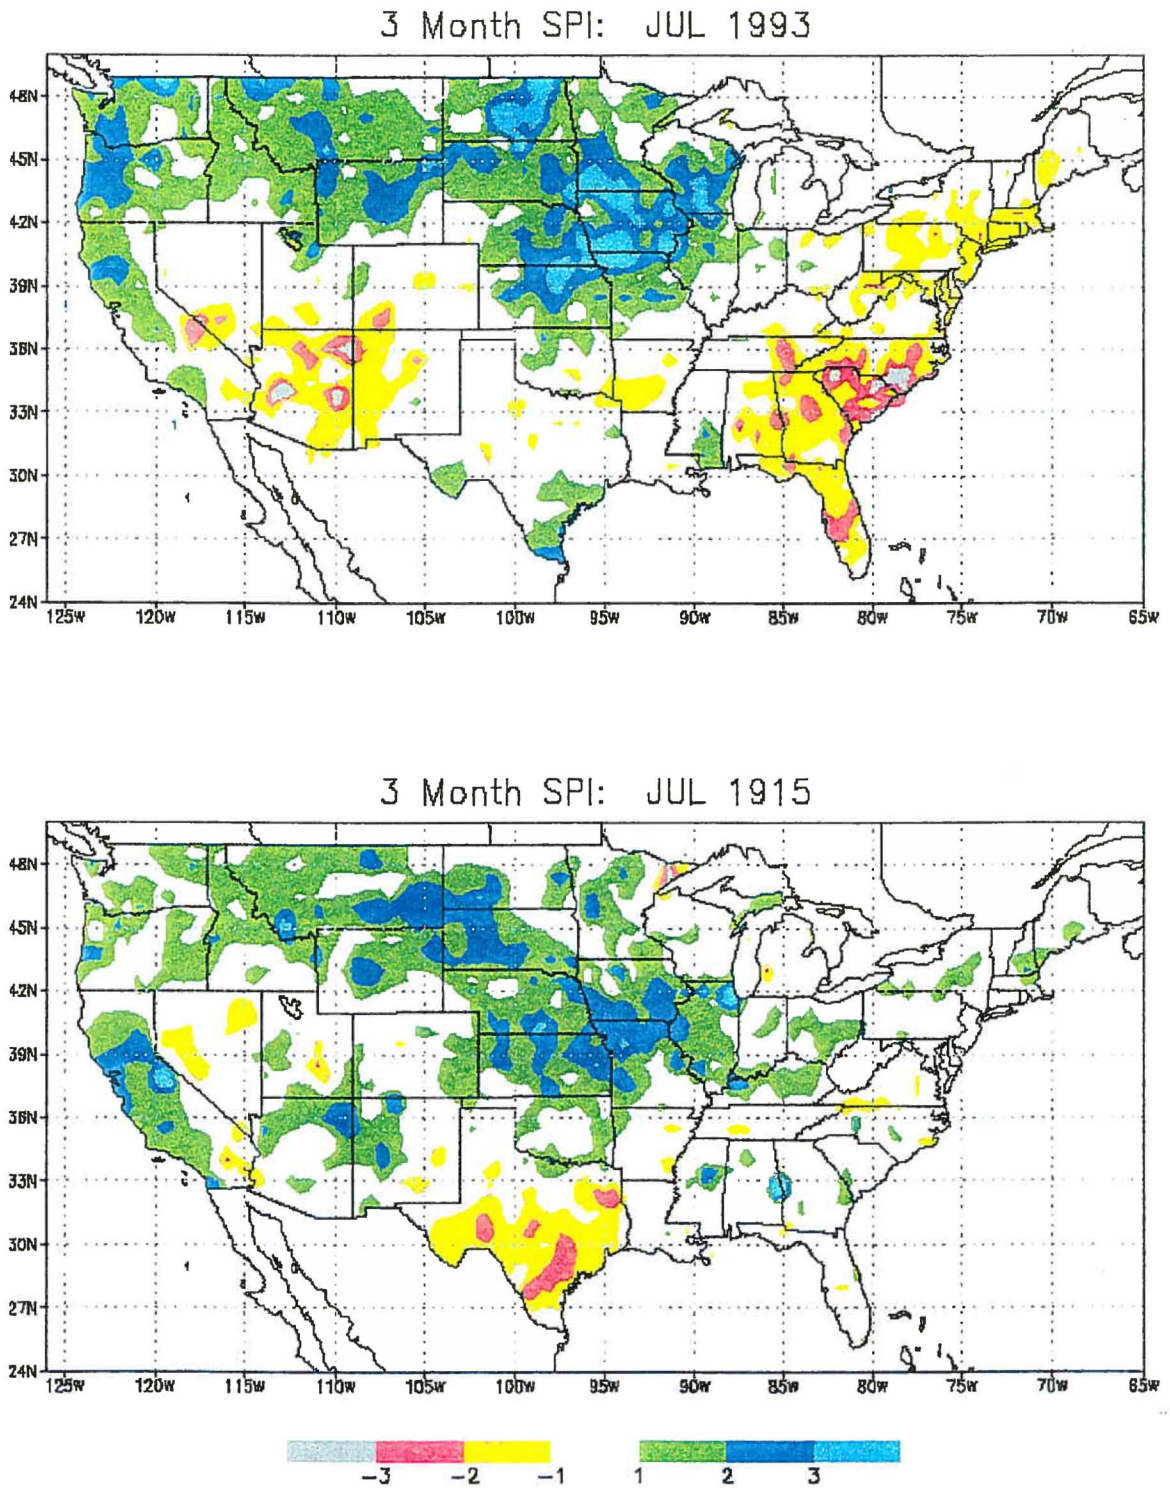 3 Month SPI: JUL 1993
48N
45N
42N
39N
36N
33N
30N
27N
24N
125W 120W 115W 110W 105W 100W 95W 90W 85W 80W 75W 70W 65W
3 Month SPI: JUL 1915
48N
45N
42N
39N
36N
33N
30N
27N
24N
125W 120W 115W 110W 105W 100W 95W 90W 85W 80W 75W 70W 65W
-3 -2 -1 1 2 3